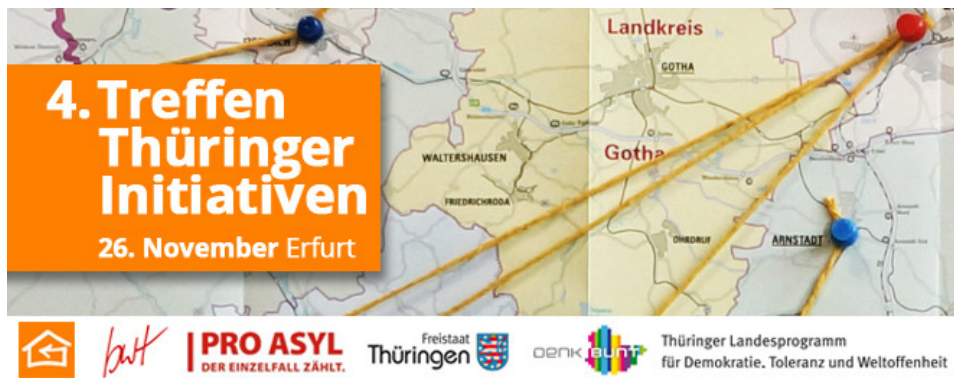 4. Treffen
Thüringer
Initiativen
26. November Erfurt
Landkreis
GOTHA
Gotha
WALTERSHAUSEN
FRIEDRICHRODA
OHRDRUF
ARNSTADT
bwt
PRO ASYL
DER EINZELFALL ZÄHLT.
Freistaat
Thüringen
DENK BUNT
Thüringer Landesprogramm
für Demokratie, Toleranz und Weltoffenheit